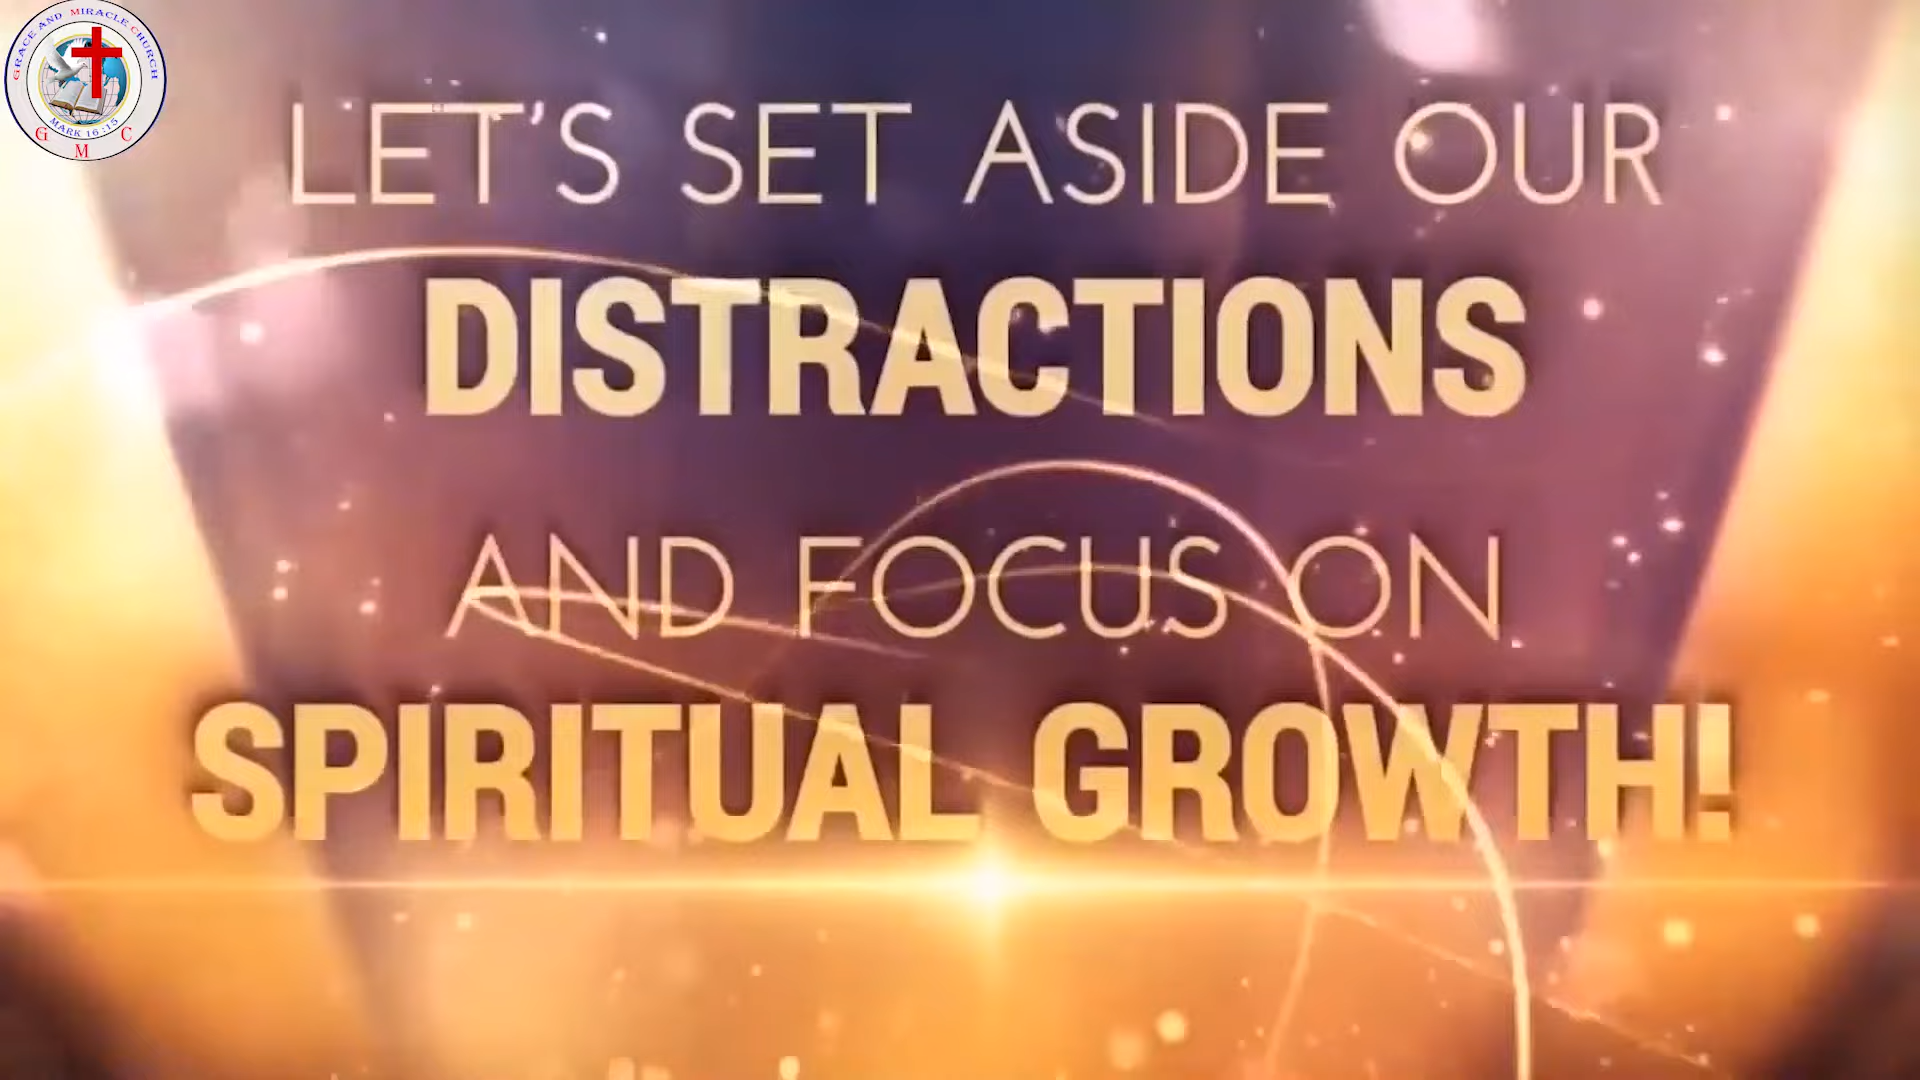 GRACE AND MIRACLE CHURCH
MARK 16:15
G M C
LET'S SET ASIDE OUR
DISTRACTIONS
AND FOCUS ON
SPIRITUAL GROWTH!